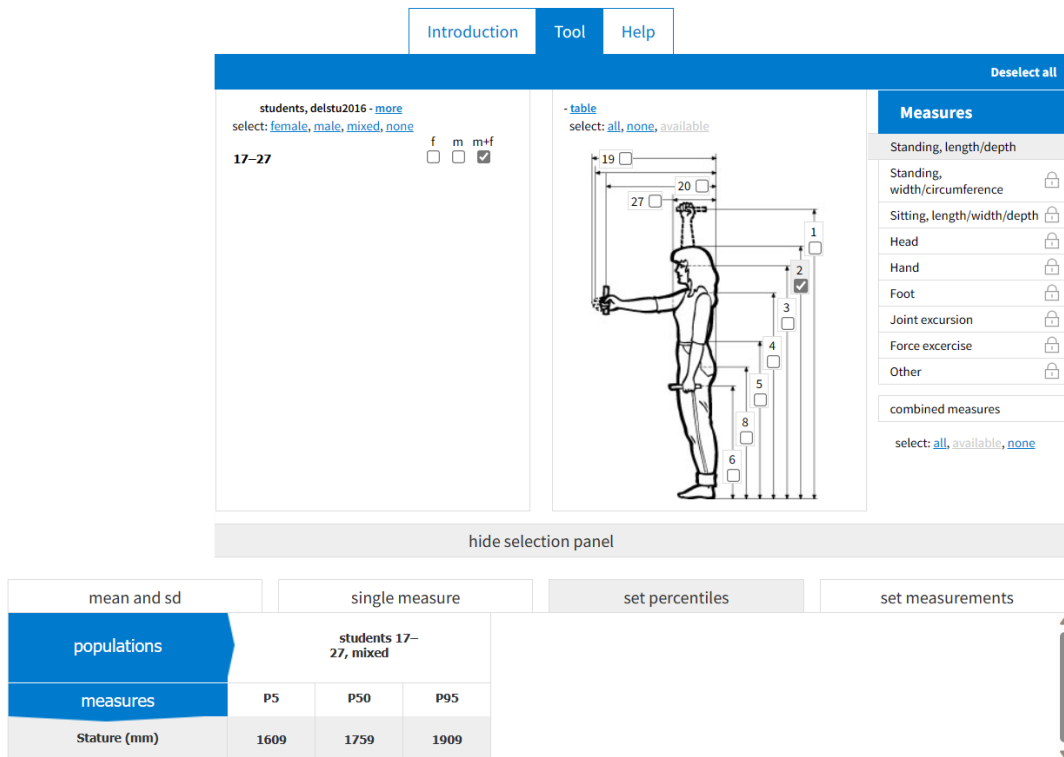 Introduction Tool Help
Deselect all
students, delstu2016 - more
select: female, male, mixed, none
f m m+f
17–27
- table
select: all, none, available
19
20
27
1
2
3
4
5
8
6
Measures
Standing, length/depth
Standing,
width/circumference
Sitting, length/width/depth
Head
Hand
Foot
Joint excursion
Force excercise
Other
combined measures
select: all, available, none
hide selection panel
mean and sd single measure set percentiles set measurements
populations
students 17–
27, mixed
measures P5 P50 P95
Stature (mm) 1609 1759 1909